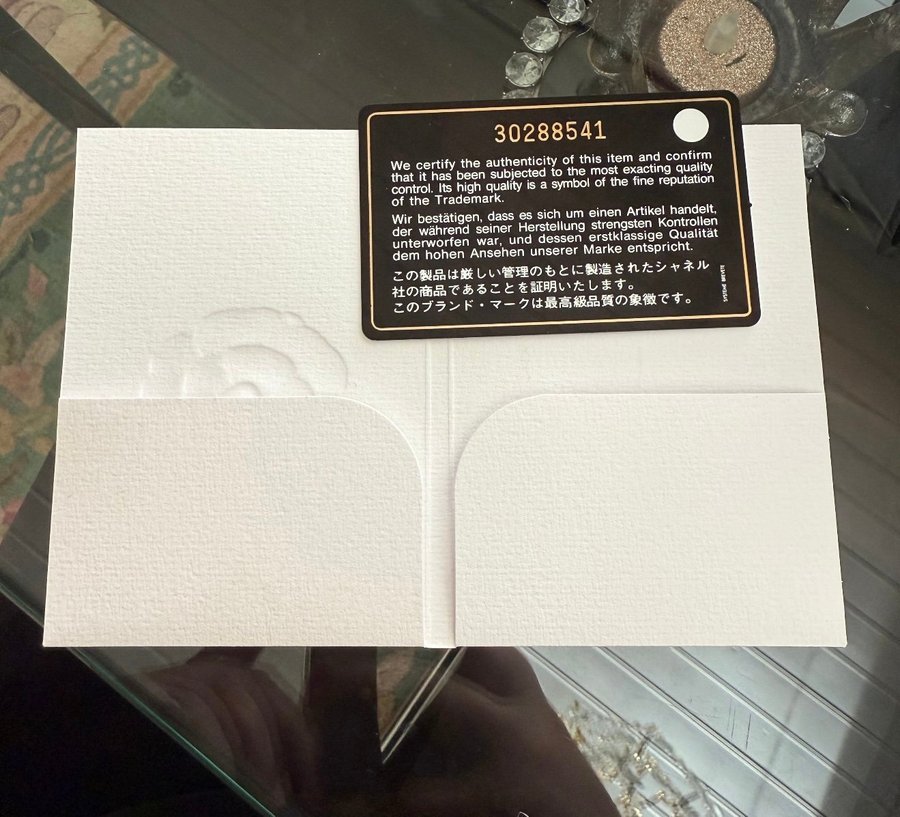 30288541
We certify the authenticity of this item and confirm
that it has been subjected to the most exacting quality
control. Its high quality is a symbol of the fine reputation
of the Trademark.
Wir bestätigen, dass es sich um einen Artikel handelt,
der während seiner Herstellung strengsten Kontrollen
unterworfen war, und dessen erstklassige Qualität
dem hohen Ansehen unserer Marke entspricht.
この製品は厳しい管理のもとに製造されたシャネル
社の商品であることを証明いたします。
このブランド・マークは最高級品質の象徴です。